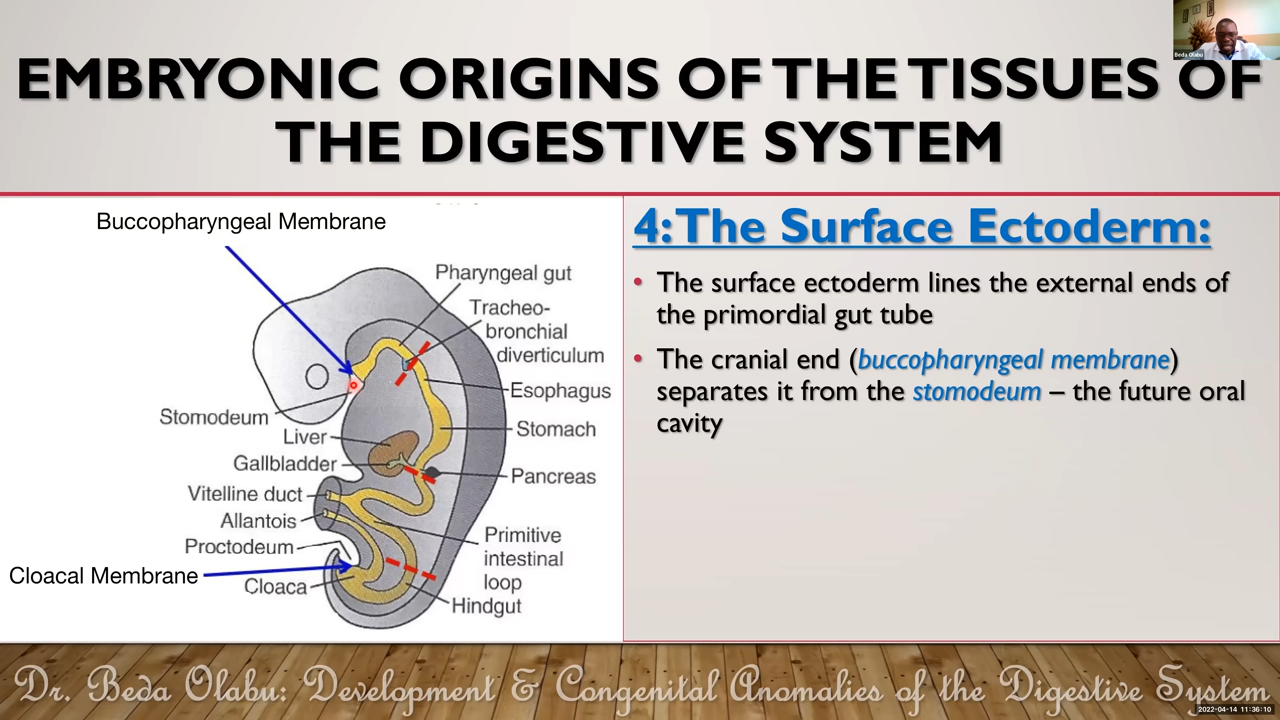 Beda Olabu
EMBRYONIC ORIGINS OF THE TISSUES OF
THE DIGESTIVE SYSTEM
Buccopharyngeal Membrane
Pharyngeal gut
Tracheo-
bronchial
diverticulum
Esophagus
Stomodeum
Liver
Stomach
Gallbladder
Pancreas
Vitelline duct
Allantois
Proctodeum
Primitive
intestinal
loop
Cloacal Membrane
Cloaca
Hindgut
4:The Surface Ectoderm:
• The surface ectoderm lines the external ends of
the primordial gut tube
• The cranial end (buccopharyngeal membrane)
separates it from the stomodeum – the future oral
cavity
Dr. Beda Olabu: Development & Congenital Anomalies of the Digestive System
2022-04-14 11:36:10